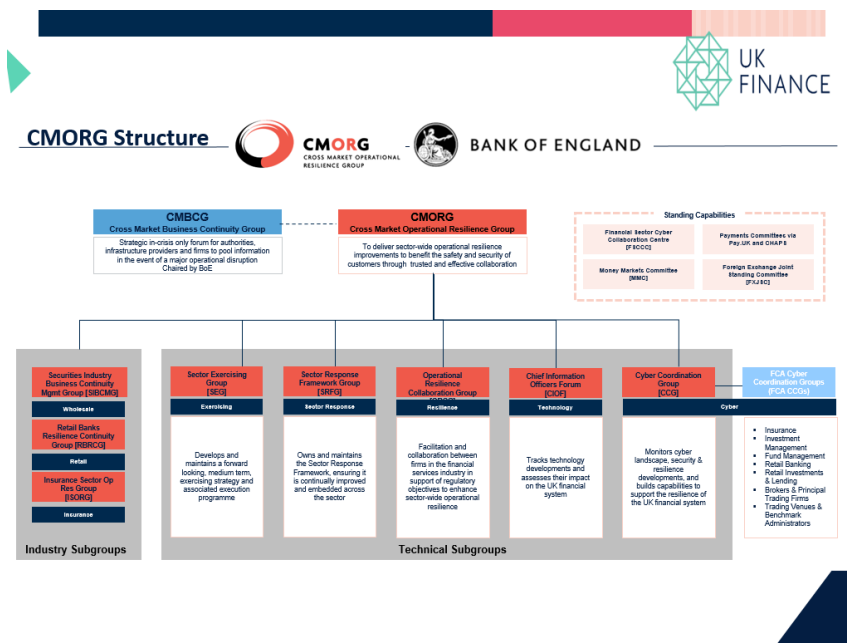 UK
FINANCE
CMORG Structure
CMORG
CROSS MARKET OPERATIONAL
RESILIENCE GROUP
BANK OF ENGLAND
CMBCG
Cross Market Business Continuity Group
Strategic in-crisis only forum for authorities,
infrastructure providers and firms to pool information
in the event of a major operational disruption
Chaired by BoE
CMORG
Cross Market Operational Resilience Group
To deliver sector-wide operational resilience
improvements to benefit the safety and security of
customers through trusted and effective collaboration
Standing Capabilities
Financial Sector Cyber
Collaboration Centre
[FSCCC]
Payments Committees via
Pay.UK and CHAPS
Money Markets Committee
[MMC]
Foreign Exchange Joint
Standing Committee
[FXJSC]
Securities Industry
Business Continuity
Mgmt Group [SIBCMG]
Wholesale
Retail Banks
Resilience Continuity
Group [RBRCG]
Retail
Insurance Sector Op
Res Group
[ISORG]
Insurance
Industry Subgroups
Sector Exercising
Group
[SEG]
Exercising
Develops and
maintains a forward
looking, medium term,
exercising strategy and
associated execution
programme
Sector Response
Framework Group
[SRFG]
Sector Response
Owns and maintains
the Sector Response
Framework, ensuring it
is continually improved
and embedded across
the sector
Operational
Resilience
Collaboration Group
Resilience
Facilitation and
collaboration between
firms in the financial
services industry in
support of regulatory
objectives to enhance
sector-wide operational
resilience
Chief Information
Officers Forum
[CIOF]
Technology
Tracks technology
developments and
assesses their impact
on the UK financial
system
Cyber Coordination
Group
[CCG]
FCA Cyber
Coordination Groups
(FCA CCGs)
Cyber
Monitors cyber
landscape, security &
resilience
developments, and
builds capabilities to
support the resilience of
the UK financial system
▪ Insurance
▪ Investment
Management
▪ Fund Management
▪ Retail Banking
▪ Retail Investments
& Lending
▪ Brokers & Principal
Trading Firms
▪ Trading Venues &
Benchmark
Administrators
Technical Subgroups